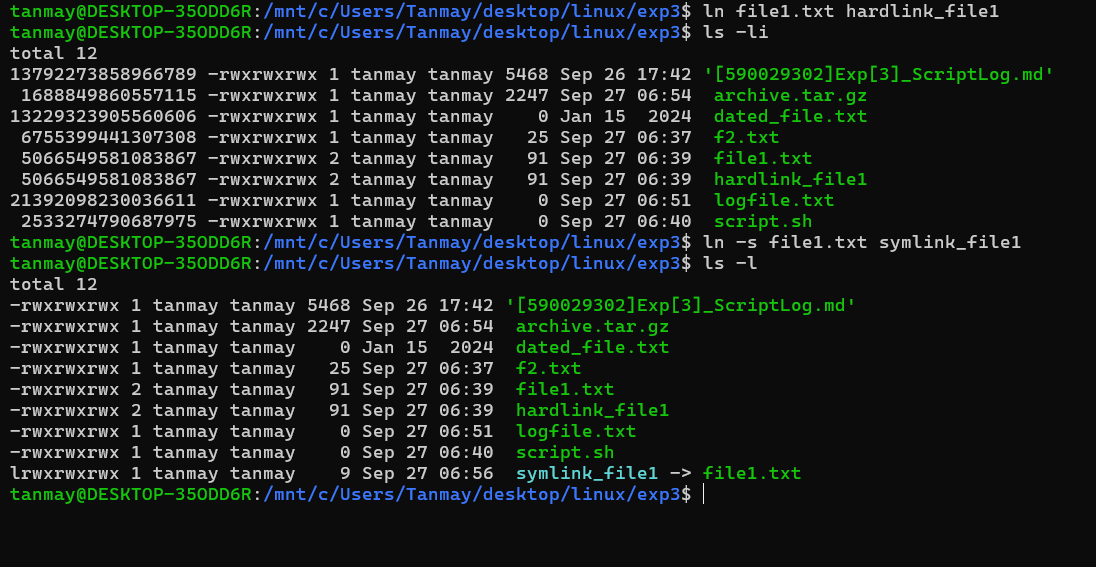 tanmay@DESKTOP-35ODD6R:/mnt/c/Users/Tanmay/desktop/linux/exp3$ ln file1.txt hardlink_file1
tanmay@DESKTOP-35ODD6R:/mnt/c/Users/Tanmay/desktop/linux/exp3$ ls -li
total 12
13792273858966789 -rwxrwxrwx 1 tanmay tanmay 5468 Sep 26 17:42 '[590029302]Exp[3]_ScriptLog.md'
 1688849860557115 -rwxrwxrwx 1 tanmay tanmay 2247 Sep 27 06:54  archive.tar.gz
13229323905560606 -rwxrwxrwx 1 tanmay tanmay    0 Jan 15  2024  dated_file.txt
 6755399441307308 -rwxrwxrwx 1 tanmay tanmay   25 Sep 27 06:37  f2.txt
 5066549581083867 -rwxrwxrwx 2 tanmay tanmay   91 Sep 27 06:39  file1.txt
 5066549581083867 -rwxrwxrwx 2 tanmay tanmay   91 Sep 27 06:39  hardlink_file1
21392098230036611 -rwxrwxrwx 1 tanmay tanmay    0 Sep 27 06:51  logfile.txt
 2533274790687975 -rwxrwxrwx 1 tanmay tanmay    0 Sep 27 06:40  script.sh
tanmay@DESKTOP-35ODD6R:/mnt/c/Users/Tanmay/desktop/linux/exp3$ ln -s file1.txt symlink_file1
tanmay@DESKTOP-35ODD6R:/mnt/c/Users/Tanmay/desktop/linux/exp3$ ls -l
total 12
-rwxrwxrwx 1 tanmay tanmay 5468 Sep 26 17:42 '[590029302]Exp[3]_ScriptLog.md'
-rwxrwxrwx 1 tanmay tanmay 2247 Sep 27 06:54  archive.tar.gz
-rwxrwxrwx 1 tanmay tanmay    0 Jan 15  2024  dated_file.txt
-rwxrwxrwx 1 tanmay tanmay   25 Sep 27 06:37  f2.txt
-rwxrwxrwx 2 tanmay tanmay   91 Sep 27 06:39  file1.txt
-rwxrwxrwx 2 tanmay tanmay   91 Sep 27 06:39  hardlink_file1
-rwxrwxrwx 1 tanmay tanmay    0 Sep 27 06:51  logfile.txt
-rwxrwxrwx 1 tanmay tanmay    0 Sep 27 06:40  script.sh
lrwxrwxrwx 1 tanmay tanmay    9 Sep 27 06:56  symlink_file1 -> file1.txt
tanmay@DESKTOP-35ODD6R:/mnt/c/Users/Tanmay/desktop/linux/exp3$